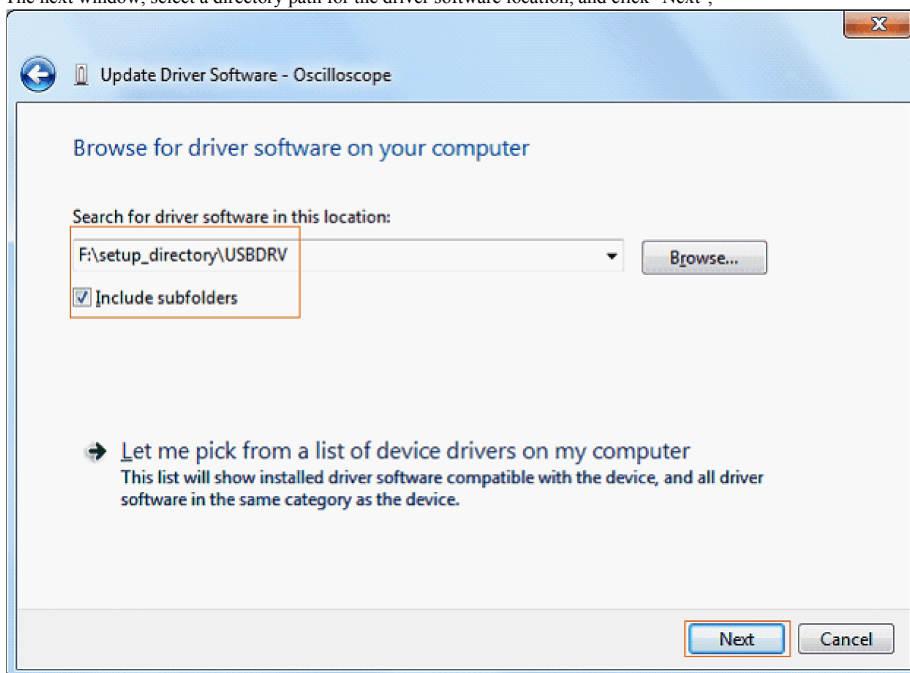 The next window, select a directory path for the driver software location, and click "Next";
X
Update Driver Software - Oscilloscope
Browse for driver software on your computer
Search for driver software in this location:
F:\setup_directory\USBDRV
Browse...
Include subfolders
Let me pick from a list of device drivers on my computer
This list will show installed driver software compatible with the device, and all driver
software in the same category as the device.
Next
Cancel